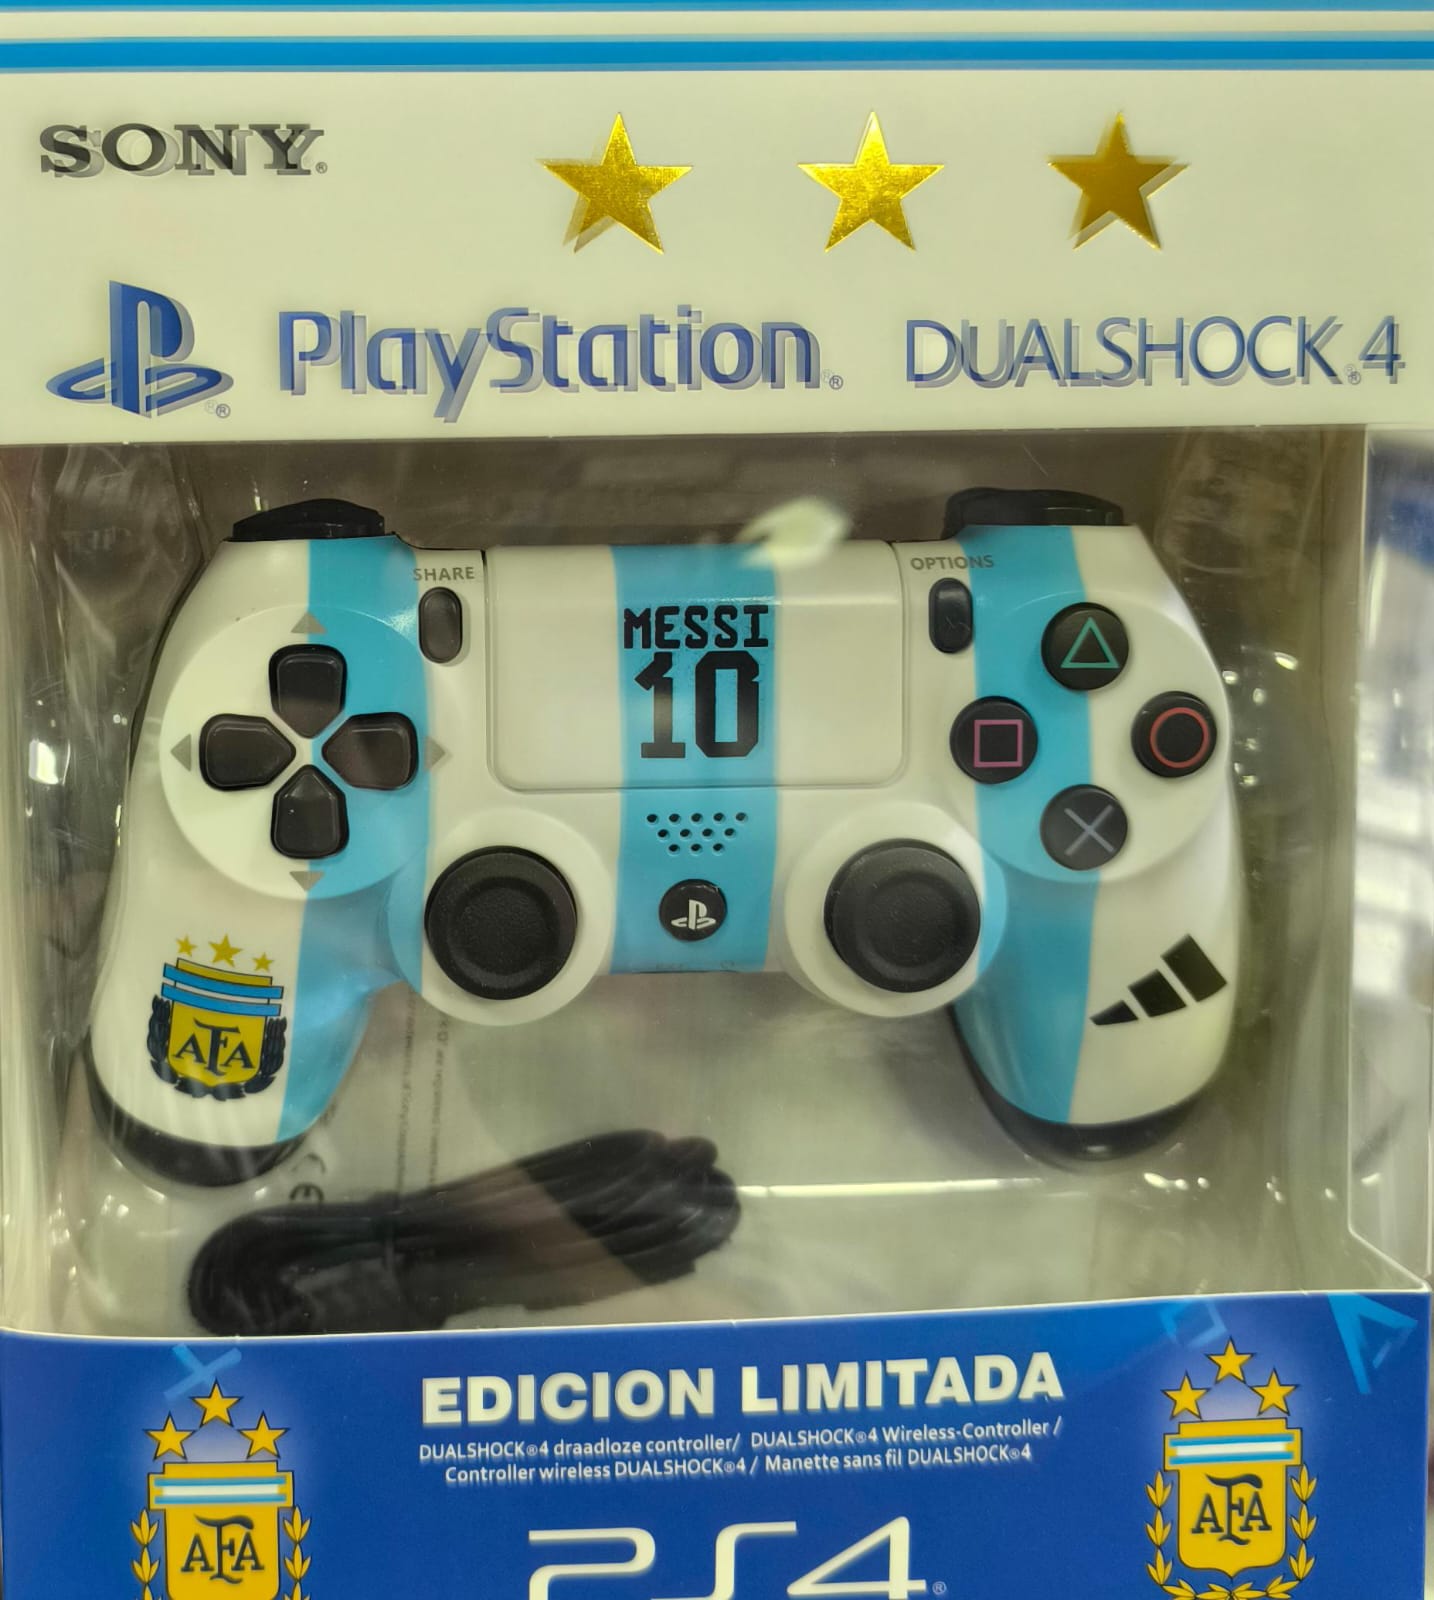 SONY®
PlayStation® DUALSHOCK®4
SHARE
OPTIONS
MESSI
10
AFA
EDICION LIMITADA
DUALSHOCK®4 draadloze controller/ DUALSHOCK®4 Wireless-Controller /
Controller wireless DUALSHOCK®4 / Manette sans fil DUALSHOCK®4
AFA
AFA
PS4®